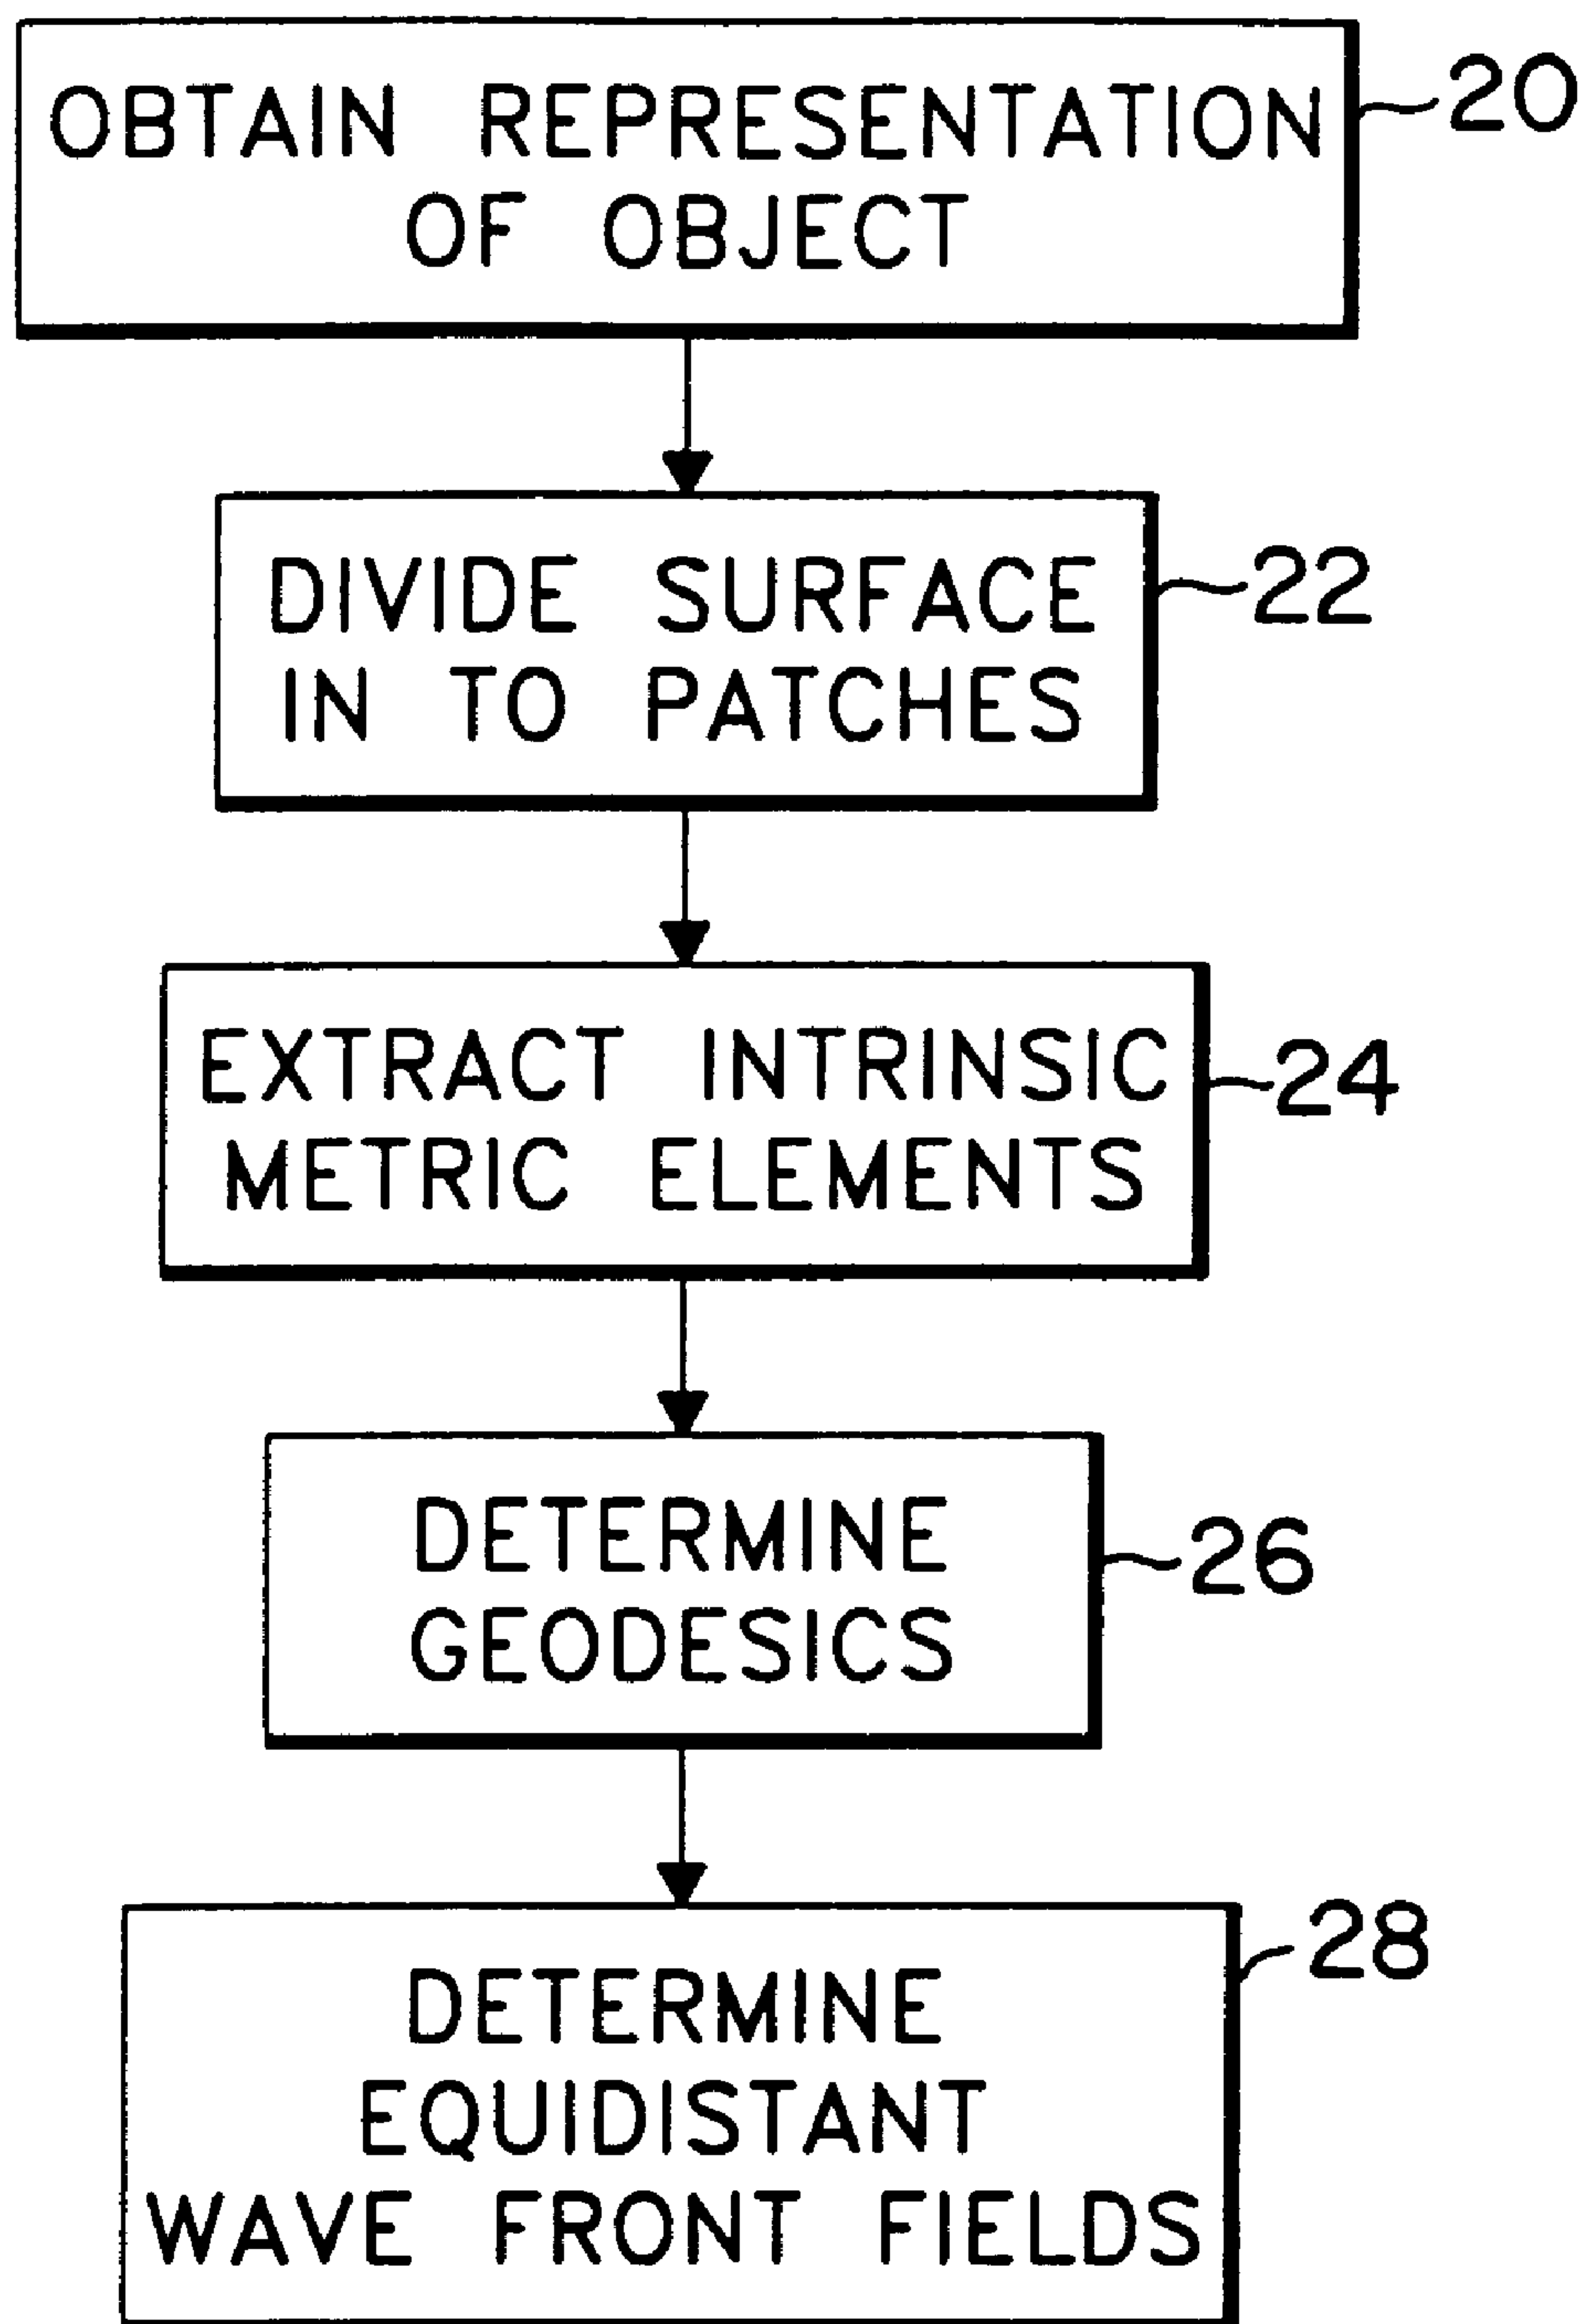 OBTAIN REPRESENTATION
OF OBJECT
20
DIVIDE SURFACE
IN TO PATCHES
22
EXTRACT INTRINSIC
METRIC ELEMENTS
24
DETERMINE
GEODESICS
26
DETERMINE
EQUIDISTANT
WAVE FRONT FIELDS
28